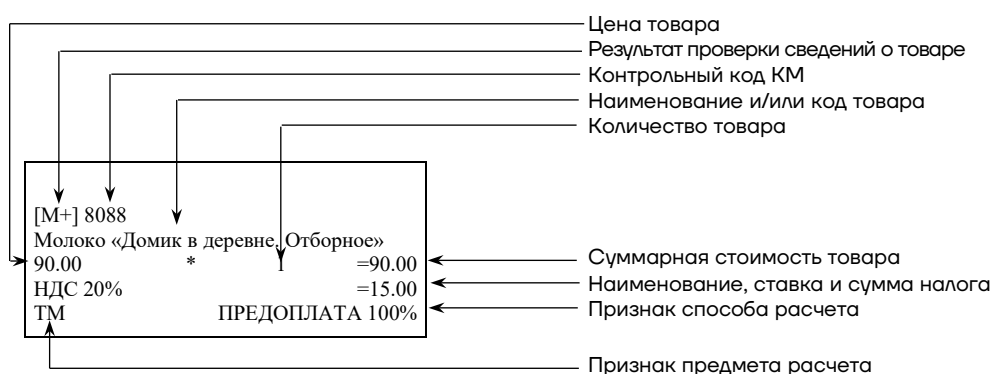 Цена товара
Результат проверки сведений о товаре
Контрольный код КМ
Наименование и/или код товара
Количество товара
[M+] 8088
Молоко «Домик в деревне, Отборное»
90.00 * 1 =90.00
НДС 20% =15.00
ТМ ПРЕДОПЛАТА 100%
Суммарная стоимость товара
Наименование, ставка и сумма налога
Признак способа расчета
Признак предмета расчета